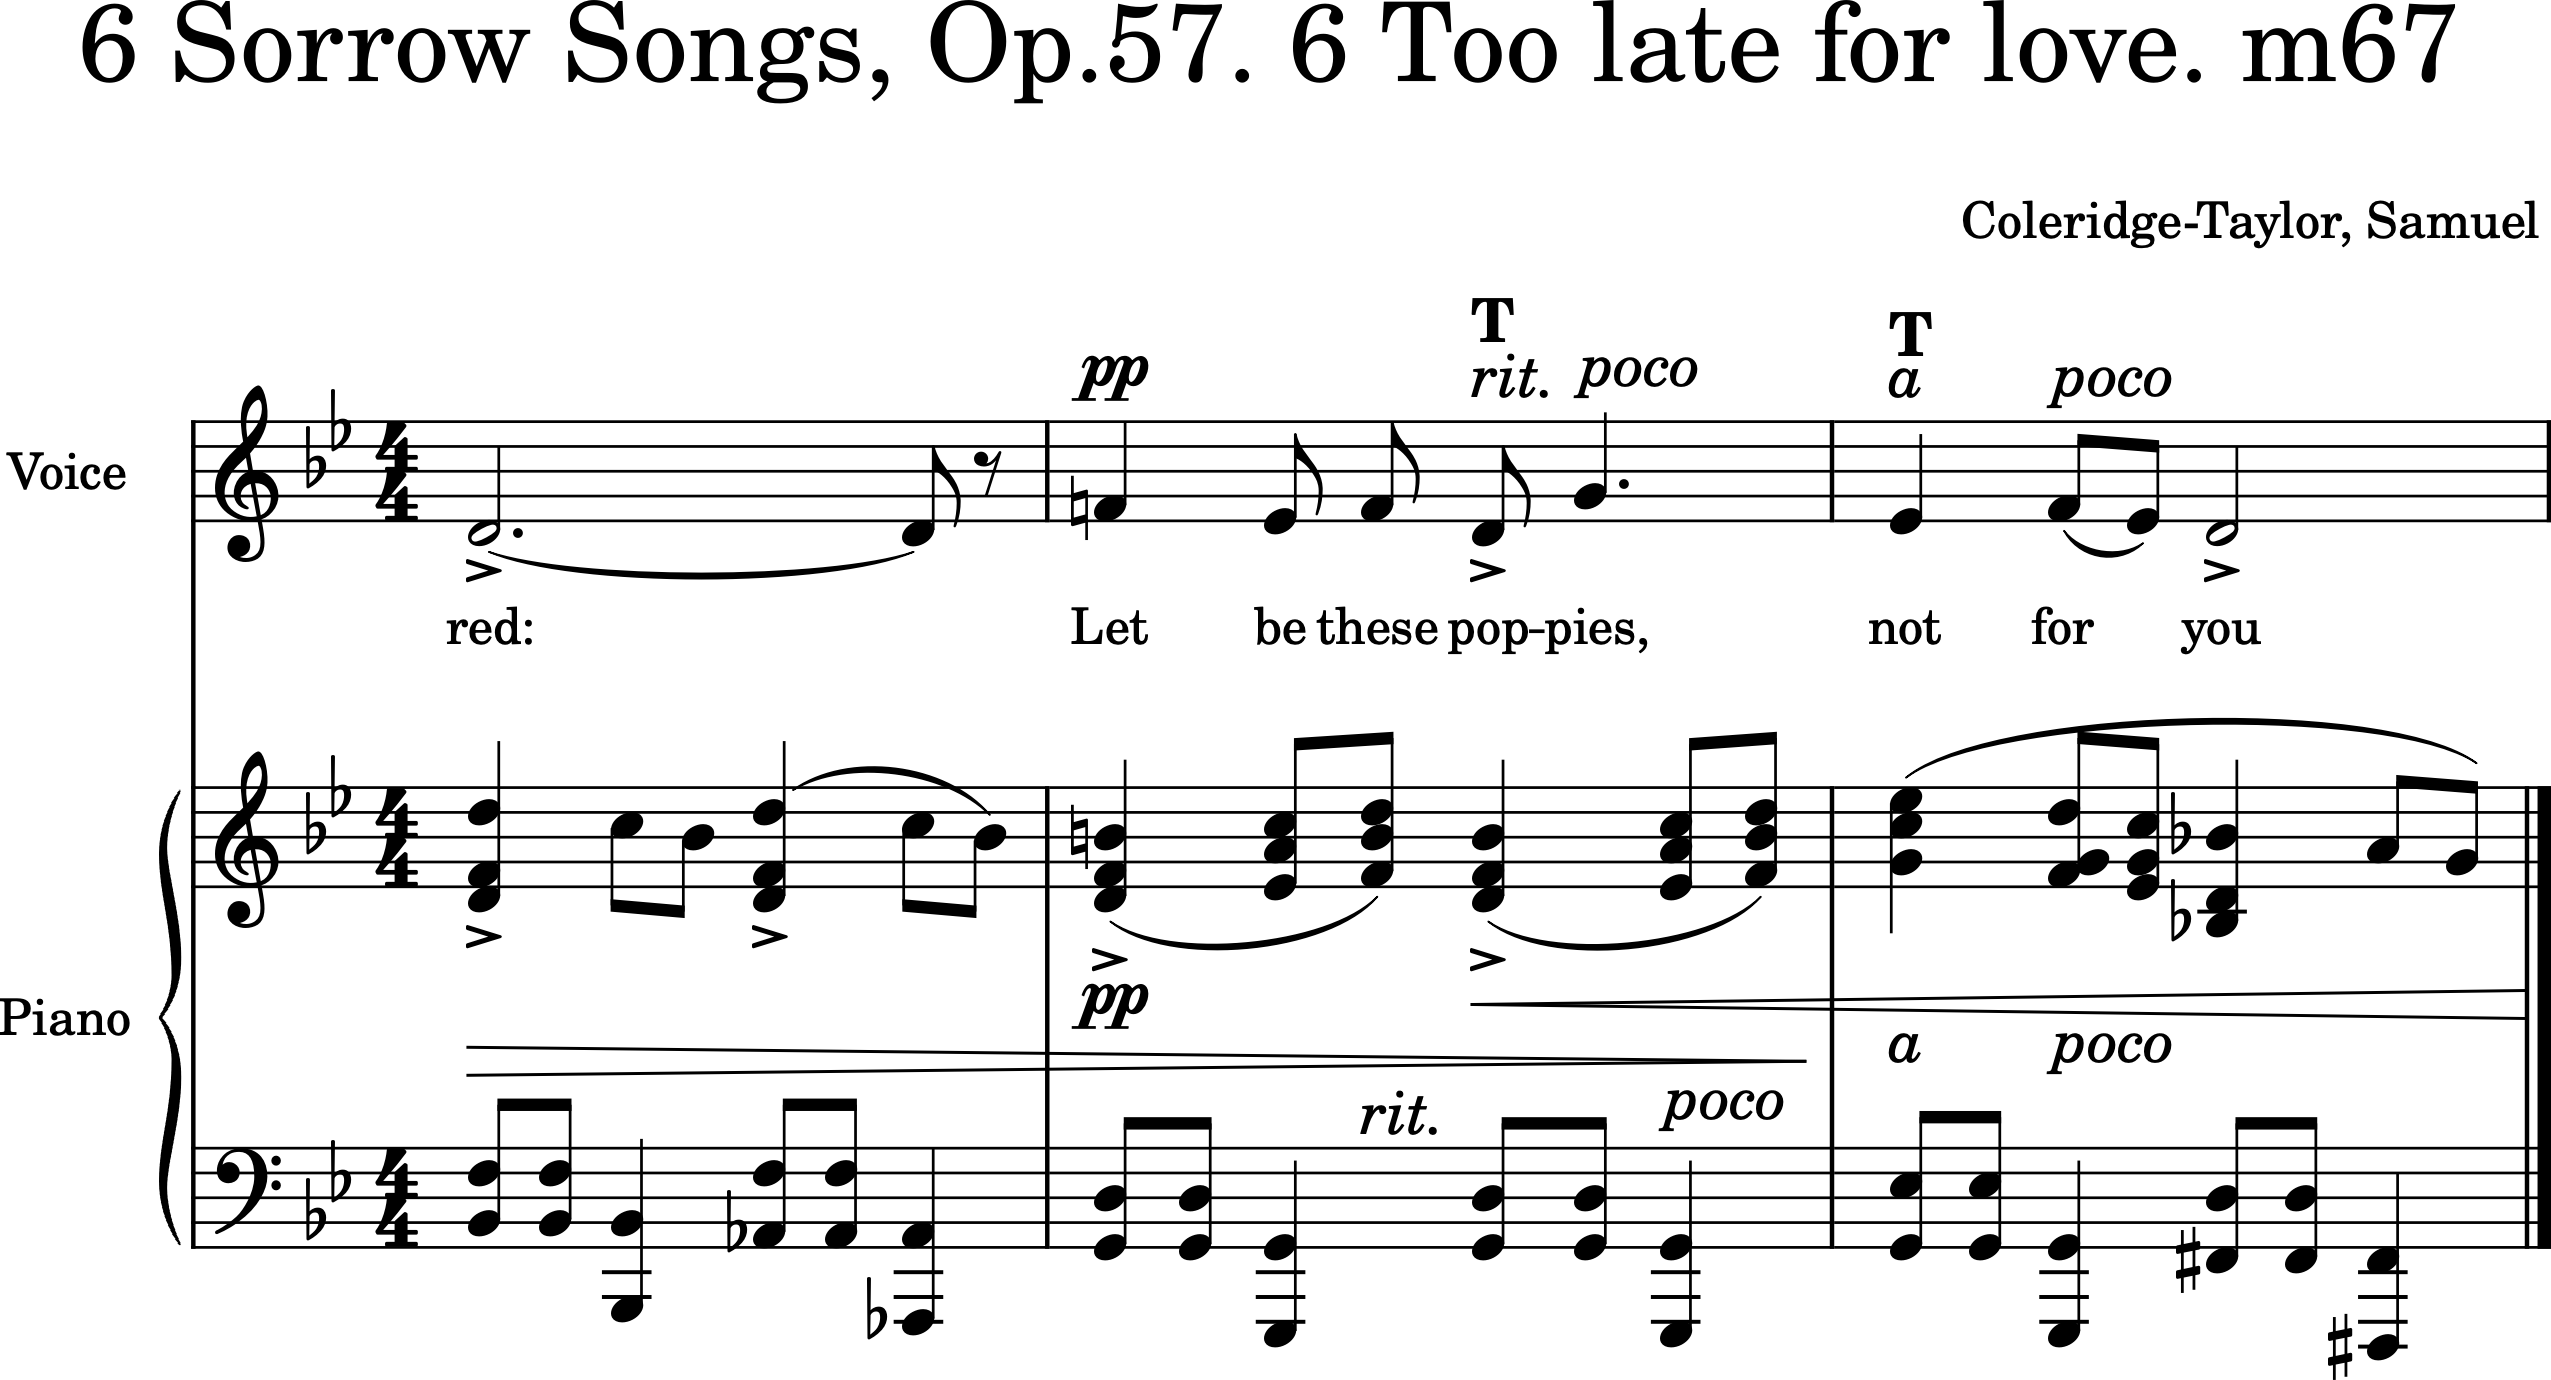 6 Sorrow Songs, Op.57. 6 Too late for love. m67
Coleridge-Taylor, Samuel
T T
pp rit. poco a poco
Voice
red: Let be these pop-pies, not for you
Piano
pp
a poco
rit. poco